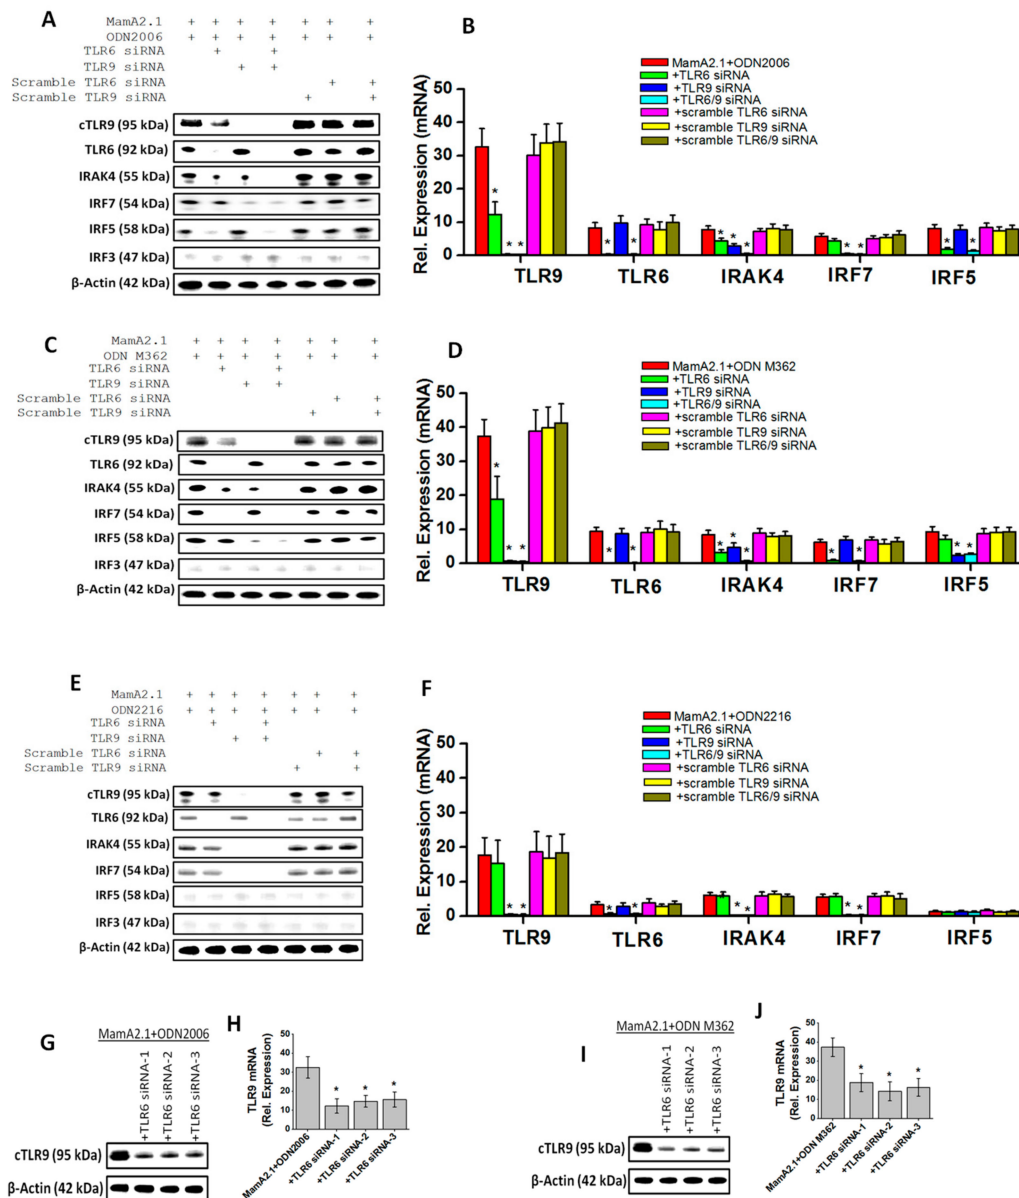 A
MamA2.1 + + + + + + +
ODN2006 + + + + + + +
TLR6 siRNA + +
TLR9 siRNA + +
Scramble TLR6 siRNA + +
Scramble TLR9 siRNA + +
cTLR9 (95 kDa)
TLR6 (92 kDa)
IRAK4 (55 kDa)
IRF7 (54 kDa)
IRF5 (58 kDa)
IRF3 (47 kDa)
β-Actin (42 kDa)
B
MamA2.1+ODN2006
+TLR6 siRNA
+TLR9 siRNA
+TLR6/9 siRNA
+scramble TLR6 siRNA
+scramble TLR9 siRNA
+scramble TLR6/9 siRNA
Rel. Expression (mRNA)
50
40
30
20
10
0
* * * * * * * * * * * *
TLR9 TLR6 IRAK4 IRF7 IRF5
C
MamA2.1 + + + + + + +
ODN M362 + + + + + + +
TLR6 siRNA + +
TLR9 siRNA + +
Scramble TLR6 siRNA + +
Scramble TLR9 siRNA + +
cTLR9 (95 kDa)
TLR6 (92 kDa)
IRAK4 (55 kDa)
IRF7 (54 kDa)
IRF5 (58 kDa)
IRF3 (47 kDa)
β-Actin (42 kDa)
D
MamA2.1+ODN M362
+TLR6 siRNA
+TLR9 siRNA
+TLR6/9 siRNA
+scramble TLR6 siRNA
+scramble TLR9 siRNA
+scramble TLR6/9 siRNA
Rel. Expression (mRNA)
50
40
30
20
10
0
* * * * * * * * * * * *
TLR9 TLR6 IRAK4 IRF7 IRF5
E
MamA2.1 + + + + + + +
ODN2216 + + + + + + +
TLR6 siRNA + +
TLR9 siRNA + +
Scramble TLR6 siRNA + +
Scramble TLR9 siRNA + +
cTLR9 (95 kDa)
TLR6 (92 kDa)
IRAK4 (55 kDa)
IRF7 (54 kDa)
IRF5 (58 kDa)
IRF3 (47 kDa)
β-Actin (42 kDa)
F
MamA2.1+ODN2216
+TLR6 siRNA
+TLR9 siRNA
+TLR6/9 siRNA
+scramble TLR6 siRNA
+scramble TLR9 siRNA
+scramble TLR6/9 siRNA
Rel. Expression (mRNA)
50
40
30
20
10
0
* * * * * * * *
TLR9 TLR6 IRAK4 IRF7 IRF5
G
MamA2.1+ODN2006
+TLR6 siRNA-1
+TLR6 siRNA-2
+TLR6 siRNA-3
cTLR9 (95 kDa)
β-Actin (42 kDa)
H
TLR9 mRNA
(Rel. Expression)
50
40
30
20
10
0
* * *
MamA2.1+ODN2006
+TLR6 siRNA-1
+TLR6 siRNA-2
+TLR6 siRNA-3
I
MamA2.1+ODN M362
+TLR6 siRNA-1
+TLR6 siRNA-2
+TLR6 siRNA-3
cTLR9 (95 kDa)
β-Actin (42 kDa)
J
TLR9 mRNA
(Rel. Expression)
50
40
30
20
10
0
* * *
MamA2.1+ODN M362
+TLR6 siRNA-1
+TLR6 siRNA-2
+TLR6 siRNA-3